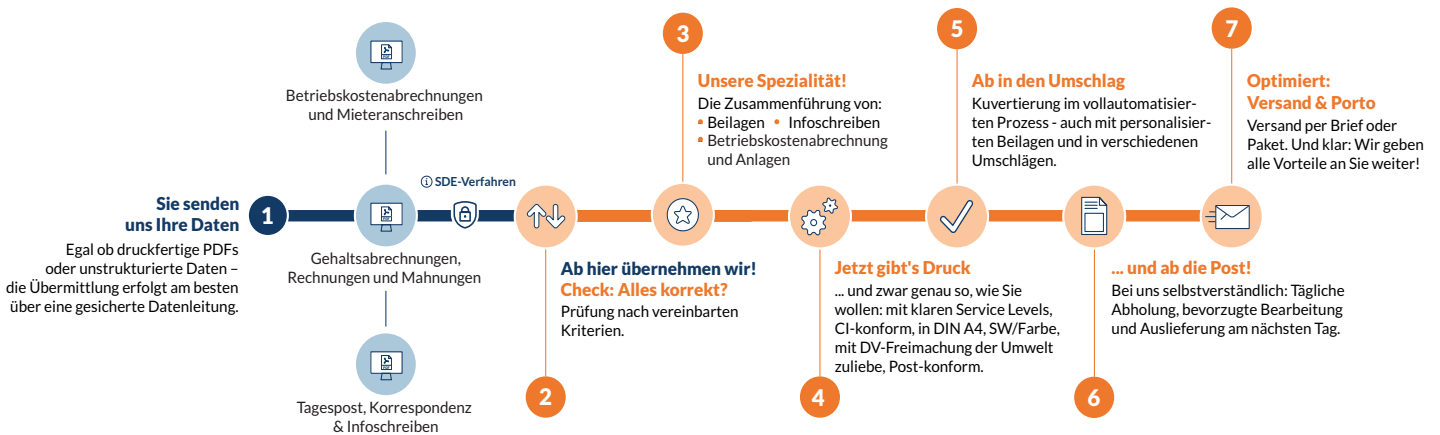 1
Sie senden
uns Ihre Daten
Egal ob druckfertige PDFs
oder unstrukturierte Daten –
die Übermittlung erfolgt am besten
über eine gesicherte Datenleitung.
Betriebskostenabrechnungen
und Mieteranschreiben
Gehaltsabrechnungen,
Rechnungen und Mahnungen
Tagespost, Korrespondenz
& Infoschreiben
SDE-Verfahren
2
Ab hier übernehmen wir!
Check: Alles korrekt?
Prüfung nach vereinbarten
Kriterien.
3
Unsere Spezialität!
Die Zusammenführung von:
• Beilagen • Infoschreiben
• Betriebskostenabrechnung
und Anlagen
4
Jetzt gibt's Druck
... und zwar genau so, wie Sie
wollen: mit klaren Service Levels,
CI-konform, in DIN A4, SW/Farbe,
mit DV-Freimachung der Umwelt
zuliebe, Post-konform.
5
Ab in den Umschlag
Kuvertierung im vollautomatisier-
ten Prozess - auch mit personalisier-
ten Beilagen und in verschiedenen
Umschlägen.
6
... und ab die Post!
Bei uns selbstverständlich: Tägliche
Abholung, bevorzugte Bearbeitung
und Auslieferung am nächsten Tag.
7
Optimiert:
Versand & Porto
Versand per Brief oder
Paket. Und klar: Wir geben
alle Vorteile an Sie weiter!